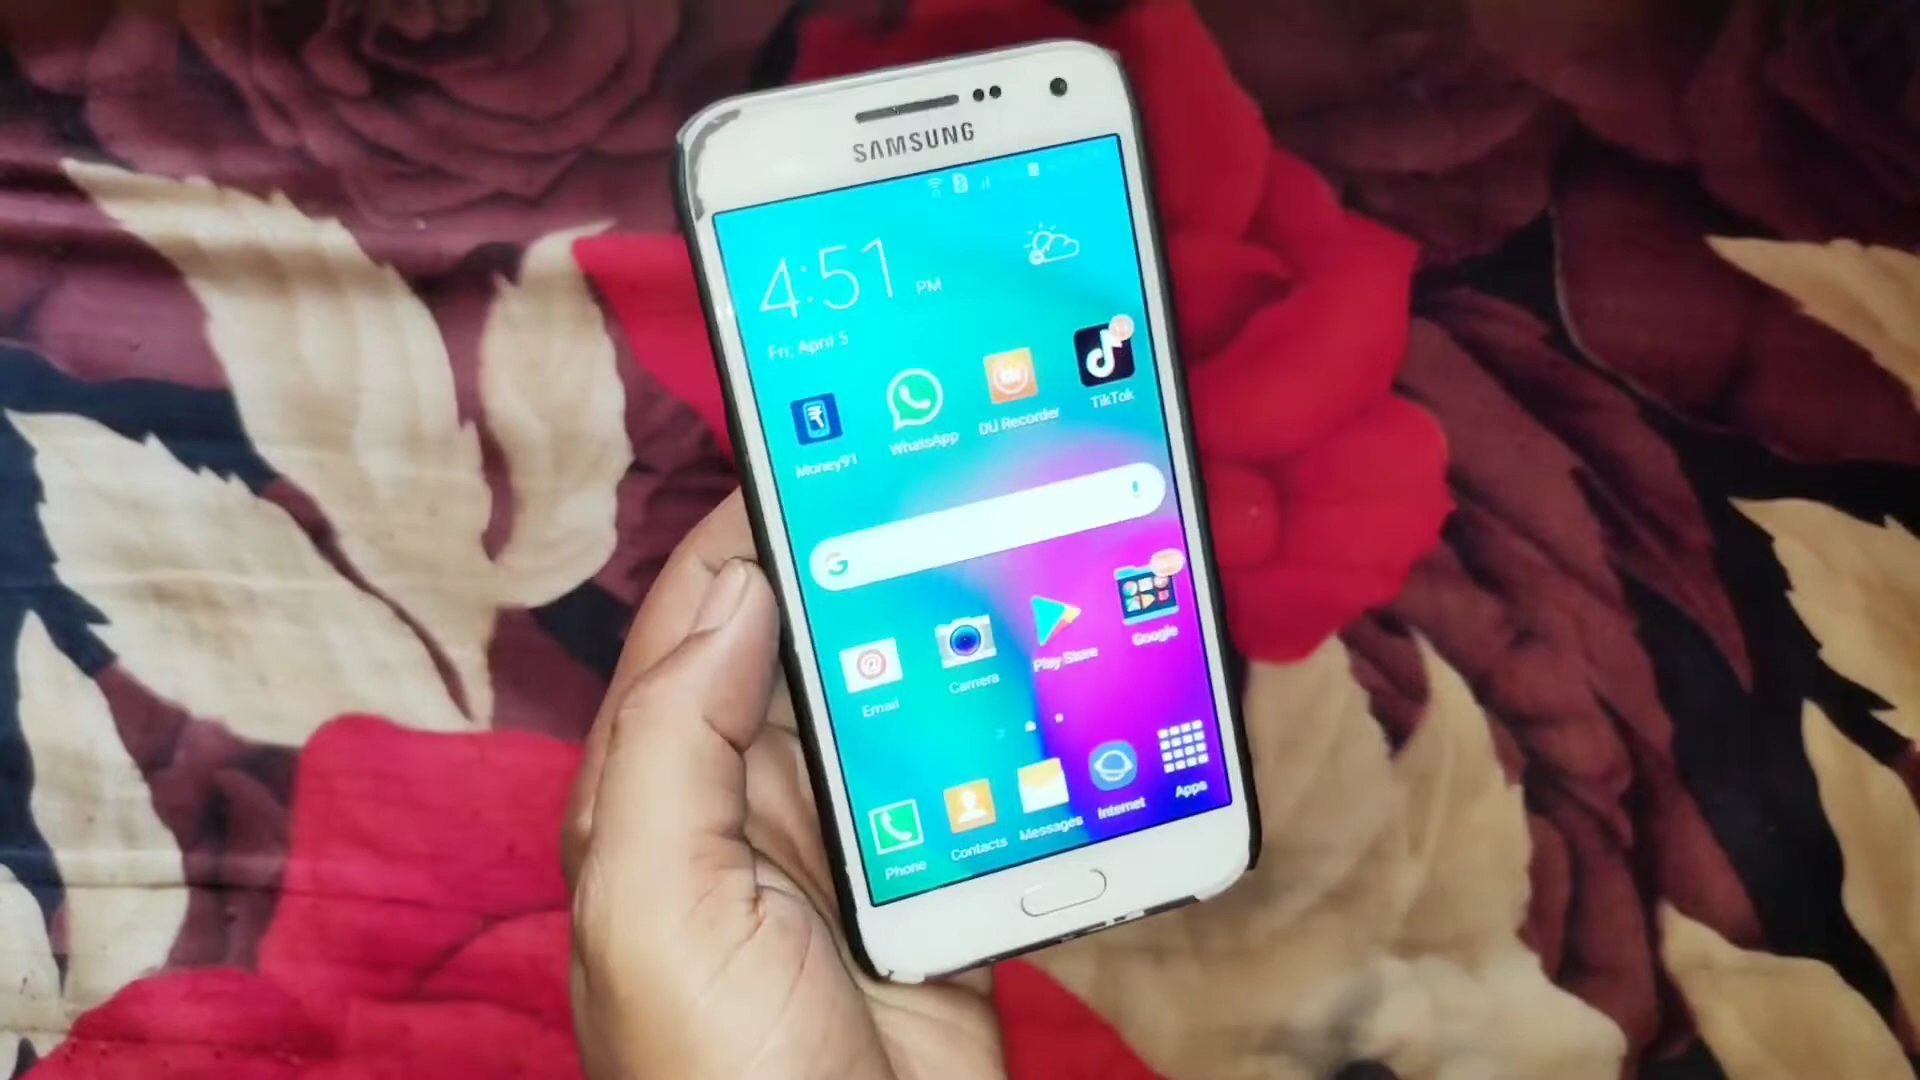 SAMSUNG
4:51 PM
Fri, April 5
Money91
WhatsApp
DU Recorder
TikTok
Email
Camera
Play Store
Google
Phone
Contacts
Messages
Internet
Apps